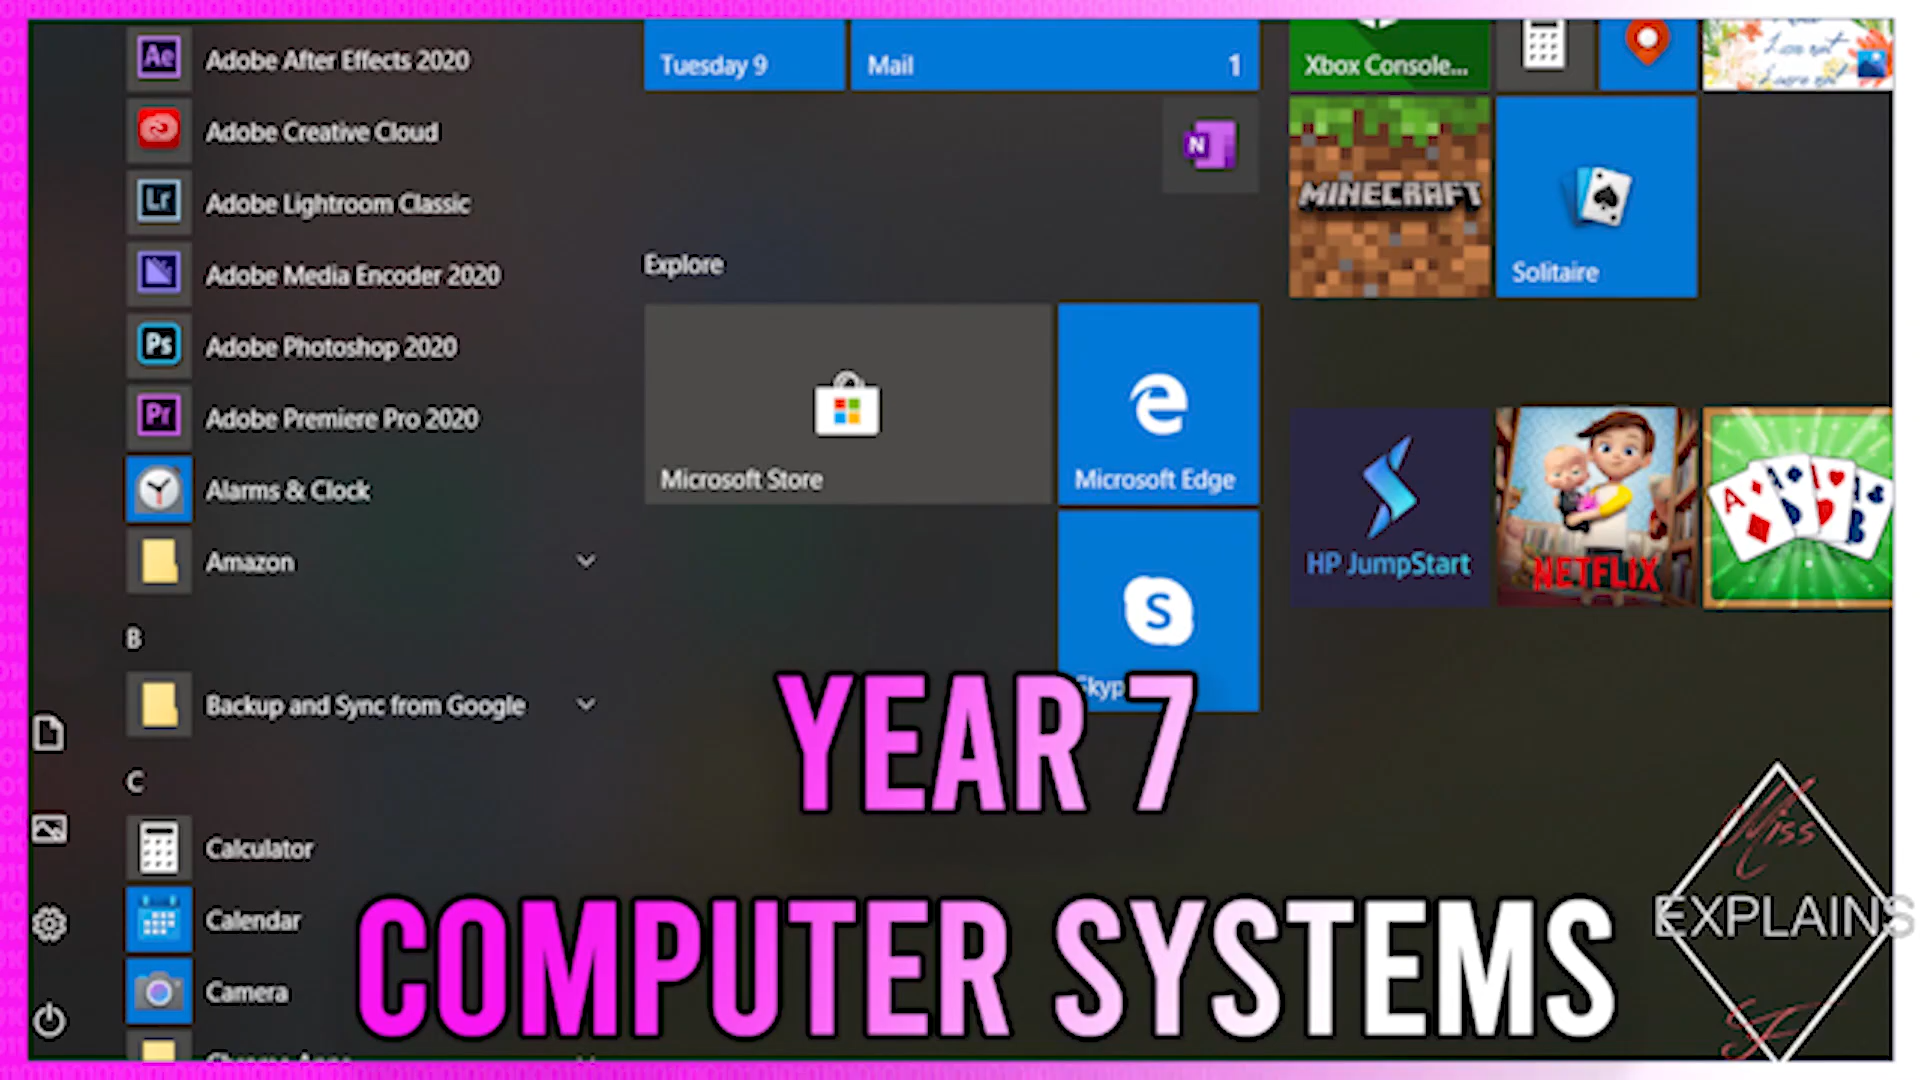 Adobe After Effects 2020
Adobe Creative Cloud
Adobe Lightroom Classic
Adobe Media Encoder 2020
Adobe Photoshop 2020
Adobe Premiere Pro 2020
Alarms & Clock
Amazon
B
Backup and Sync from Google
C
Calculator
Calendar
Camera
Tuesday 9
Mail 1
Explore
Microsoft Store
Microsoft Edge
Xbox Console...
MINECRAFT
Solitaire
HP JumpStart
NETFLIX
YEAR 7
COMPUTER SYSTEMS
Miss
EXPLAINS